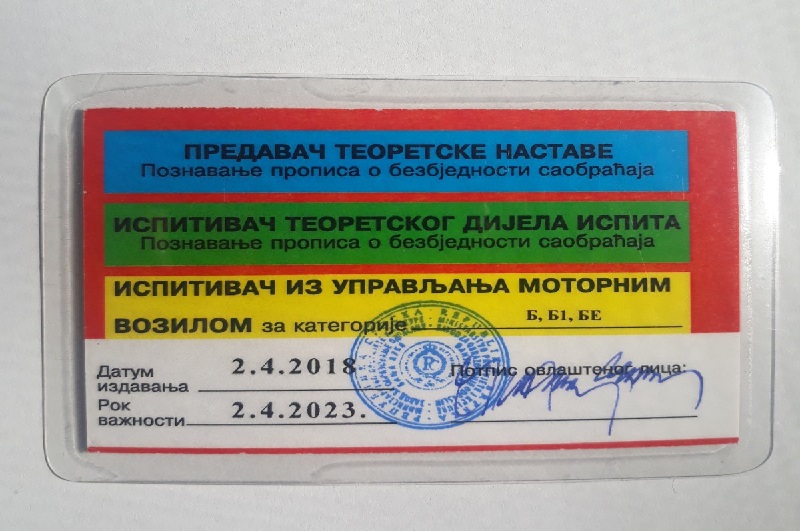 ПРЕДАВАЧ ТЕОРЕТСКЕ НАСТАВЕ
Познавање прописа о безбједности саобраћаја
ИСПИТИВАЧ ТЕОРЕТСКОГ ДИЈЕЛА ИСПИТА
Познавање прописа о безбједности саобраћаја
ИСПИТИВАЧ ИЗ УПРАВЉАЊА МОТОРНИМ
ВОЗИЛОМ за категорије Б, Б1, БЕ
Датум издавања 2.4.2018
Потпис овлаштеног лица:
Рок важности 2.4.2023.